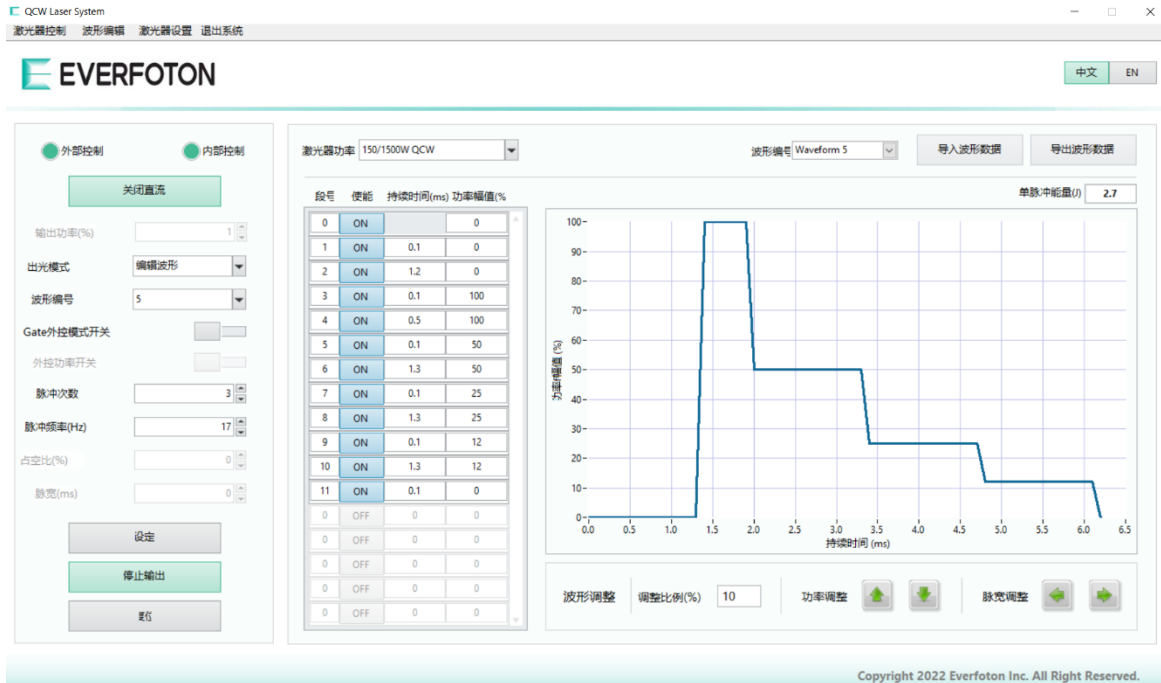 QCW Laser System
激光器控制 波形编辑 激光器设置 退出系统
EVERFOTON
中文 EN
外部控制 内部控制
关闭直流
输出功率(%) 1
出光模式 编辑波形
波形编号 5
Gate外控模式开关
外控功率开关
脉冲次数 3
脉冲频率(Hz) 17
占空比(%) 0
脉宽(ms) 0
设定
停止输出
激光器功率 150/1500W QCW
波形编号 Waveform 5 导入波形数据 导出波形数据
单脉冲能量(J) 2.7
段号 使能 持续时间(ms) 功率幅值(%
0 ON 0
1 ON 0.1 0
2 ON 1.2 0
3 ON 0.1 100
4 ON 0.5 100
5 ON 0.1 50
6 ON 1.3 50
7 ON 0.1 25
8 ON 1.3 25
9 ON 0.1 12
10 ON 1.3 12
11 ON 0.1 0
0 OFF 0 0
0 OFF 0 0
0 OFF 0 0
0 OFF 0 0
0 OFF 0 0
功率幅值 (%)
100
90
80
70
60
50
40
30
20
10
0
0.0 0.5 1.0 1.5 2.0 2.5 3.0 3.5 4.0 4.5 5.0 5.5 6.0 6.5
持续时间 (ms)
波形调整 调整比例(%) 10 功率调整 脉宽调整
Copyright 2022 Everfoton Inc. All Right Reserved.